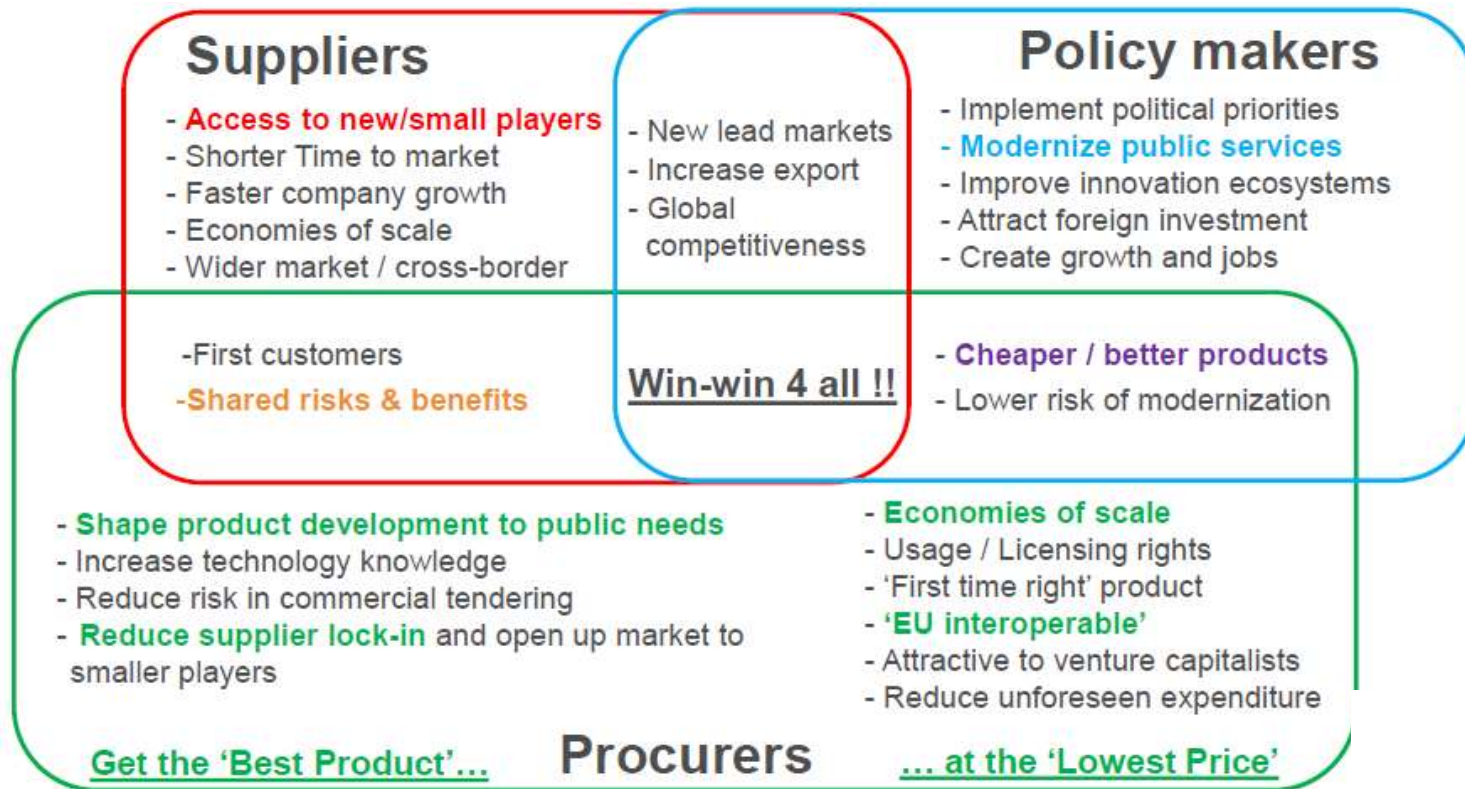 Suppliers
- Access to new/small players
- Shorter Time to market
- Faster company growth
- Economies of scale
- Wider market / cross-border
- New lead markets
- Increase export
- Global
competitiveness
Policy makers
- Implement political priorities
- Modernize public services
- Improve innovation ecosystems
- Attract foreign investment
- Create growth and jobs
-First customers
-Shared risks & benefits
Win-win 4 all !!
- Cheaper / better products
- Lower risk of modernization
- Shape product development to public needs
- Increase technology knowledge
- Reduce risk in commercial tendering
- Reduce supplier lock-in and open up market to
smaller players
- Economies of scale
- Usage / Licensing rights
- ‘First time right’ product
- ‘EU interoperable’
- Attractive to venture capitalists
- Reduce unforeseen expenditure
Get the ‘Best Product’…
Procurers
… at the ‘Lowest Price’